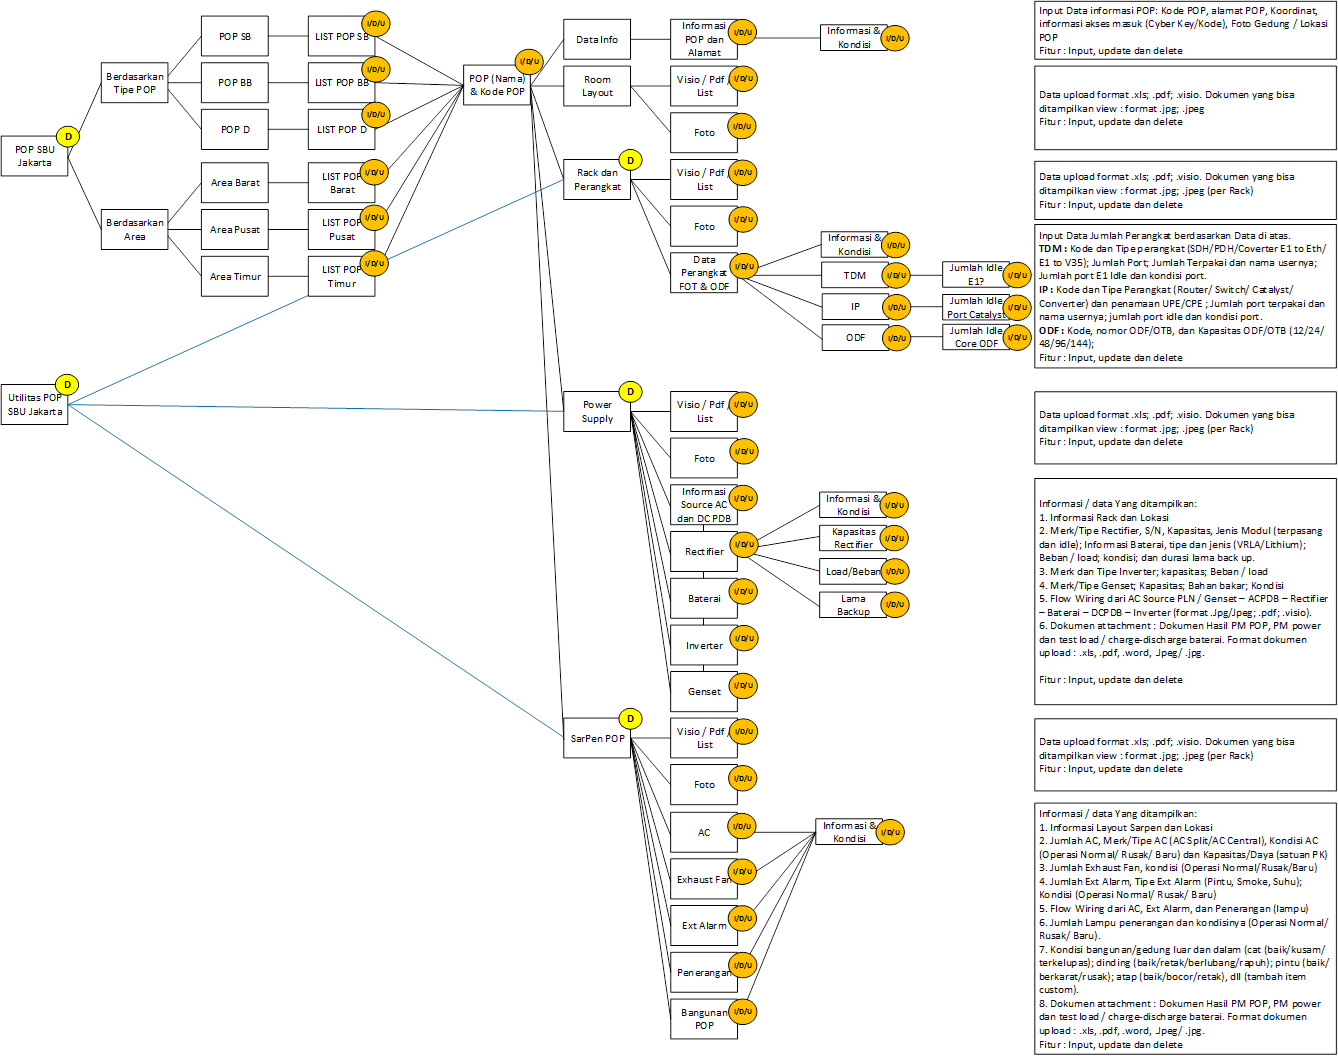 POP SBU
Jakarta
D
Berdasarkan
Tipe POP
Berdasarkan
Area
POP SB
POP BB
POP D
Area Barat
Area Pusat
Area Timur
LIST POP SB
I/D/U
LIST POP BB
I/D/U
LIST POP D
I/D/U
LIST POP
Barat
I/D/U
LIST POP
Pusat
I/D/U
LIST POP
Timur
I/D/U
POP (Nama)
& Kode POP
I/D/U
Utilitas POP
SBU Jakarta
D
Data Info
Informasi
POP dan
Alamat
I/D/U
Informasi &
Kondisi
I/D/U
Room
Layout
Visio / Pdf /
List
I/D/U
Foto
I/D/U
Rack dan
Perangkat
D
Visio / Pdf /
List
I/D/U
Foto
I/D/U
Data
Perangkat
FOT & ODF
I/D/U
Informasi &
Kondisi
I/D/U
TDM
I/D/U
Jumlah Idle
E1?
I/D/U
IP
I/D/U
Jumlah Idle
Port Catalyst
I/D/U
ODF
I/D/U
Jumlah Idle
Core ODF
I/D/U
Power
Supply
D
Visio / Pdf /
List
I/D/U
Foto
I/D/U
Informasi
Source AC
dan DC PDB
I/D/U
Rectifier
I/D/U
Baterai
I/D/U
Inverter
I/D/U
Genset
I/D/U
Informasi &
Kondisi
I/D/U
Kapasitas
Rectifier
I/D/U
Load/Beban
I/D/U
Lama
Backup
I/D/U
SarPen POP
D
Visio / Pdf /
List
I/D/U
Foto
I/D/U
AC
I/D/U
Exhaust Fan
I/D/U
Ext Alarm
I/D/U
Penerangan
I/D/U
Bangunan
POP
I/D/U
Informasi &
Kondisi
I/D/U
Input Data informasi POP: Kode POP, alamat POP, Koordinat,
informasi akses masuk (Cyber Key/Kode), Foto Gedung / Lokasi
POP
Fitur : Input, update dan delete
Data upload format .xls; .pdf; .visio. Dokumen yang bisa
ditampilkan view : format .jpg; .jpeg
Fitur : Input, update dan delete
Data upload format .xls; .pdf; .visio. Dokumen yang bisa
ditampilkan view : format .jpg; .jpeg (per Rack)
Fitur : Input, update dan delete
Input Data Jumlah Perangkat berdasarkan Data di atas.
TDM : Kode dan Tipe perangkat (SDH/PDH/Coverter E1 to Eth/
E1 to V35); Jumlah Port; Jumlah Terpakai dan nama usernya;
Jumlah port E1 Idle dan kondisi port.
IP : Kode dan Tipe Perangkat (Router/ Switch/ Catalyst/
Converter) dan penamaan UPE/CPE ; Jumlah port terpakai dan
nama usernya; jumlah port idle dan kondisi port.
ODF : Kode, nomor ODF/OTB, dan Kapasitas ODF/OTB (12/24/
48/96/144);
Fitur : Input, update dan delete
Data upload format .xls; .pdf; .visio. Dokumen yang bisa
ditampilkan view : format .jpg; .jpeg (per Rack)
Fitur : Input, update dan delete
Informasi / data Yang ditampilkan:
1. Informasi Rack dan Lokasi
2. Merk/Tipe Rectifier, S/N, Kapasitas, Jenis Modul (terpasang
dan idle); Informasi Baterai, tipe dan jenis (VRLA/Lithium);
Beban / load; kondisi; dan durasi lama back up.
3. Merk dan Tipe Inverter; kapasitas; Beban / load
4. Merk/Tipe Genset; Kapasitas; Bahan bakar; Kondisi
5. Flow Wiring dari AC Source PLN / Genset – ACPDB – Rectifier
– Baterai – DCPDB – Inverter (format .Jpg/Jpeg; .pdf; .visio).
6. Dokumen attachment : Dokumen Hasil PM POP, PM power
dan test load / charge-discharge baterai. Format dokumen
upload : .xls, .pdf, .word, .Jpeg/ .jpg.
Fitur : Input, update dan delete
Data upload format .xls; .pdf; .visio. Dokumen yang bisa
ditampilkan view : format .jpg; .jpeg (per Rack)
Fitur : Input, update dan delete
Informasi / data Yang ditampilkan:
1. Informasi Layout Sarpen dan Lokasi
2. Jumlah AC, Merk/Tipe AC (AC Split/AC Central), Kondisi AC
(Operasi Normal/ Rusak/ Baru) dan Kapasitas/Daya (satuan PK)
3. Jumlah Exhaust Fan, kondisi (Operasi Normal/Rusak/Baru)
4. Jumlah Ext Alarm, Tipe Ext Alarm (Pintu, Smoke, Suhu);
Kondisi (Operasi Normal/ Rusak/ Baru)
5. Flow Wiring dari AC, Ext Alarm, dan Penerangan (lampu)
6. Jumlah Lampu penerangan dan kondisinya (Operasi Normal/
Rusak/ Baru).
7. Kondisi bangunan/gedung luar dan dalam (cat (baik/kusam/
terkelupas); dinding (baik/retak/berlubang/rapuh); pintu (baik/
berkarat/rusak); atap (baik/bocor/retak), dll (tambah item
custom).
8. Dokumen attachment : Dokumen Hasil PM POP, PM power
dan test load / charge-discharge baterai. Format dokumen
upload : .xls, .pdf, .word, .Jpeg/ .jpg.
Fitur : Input, update dan delete